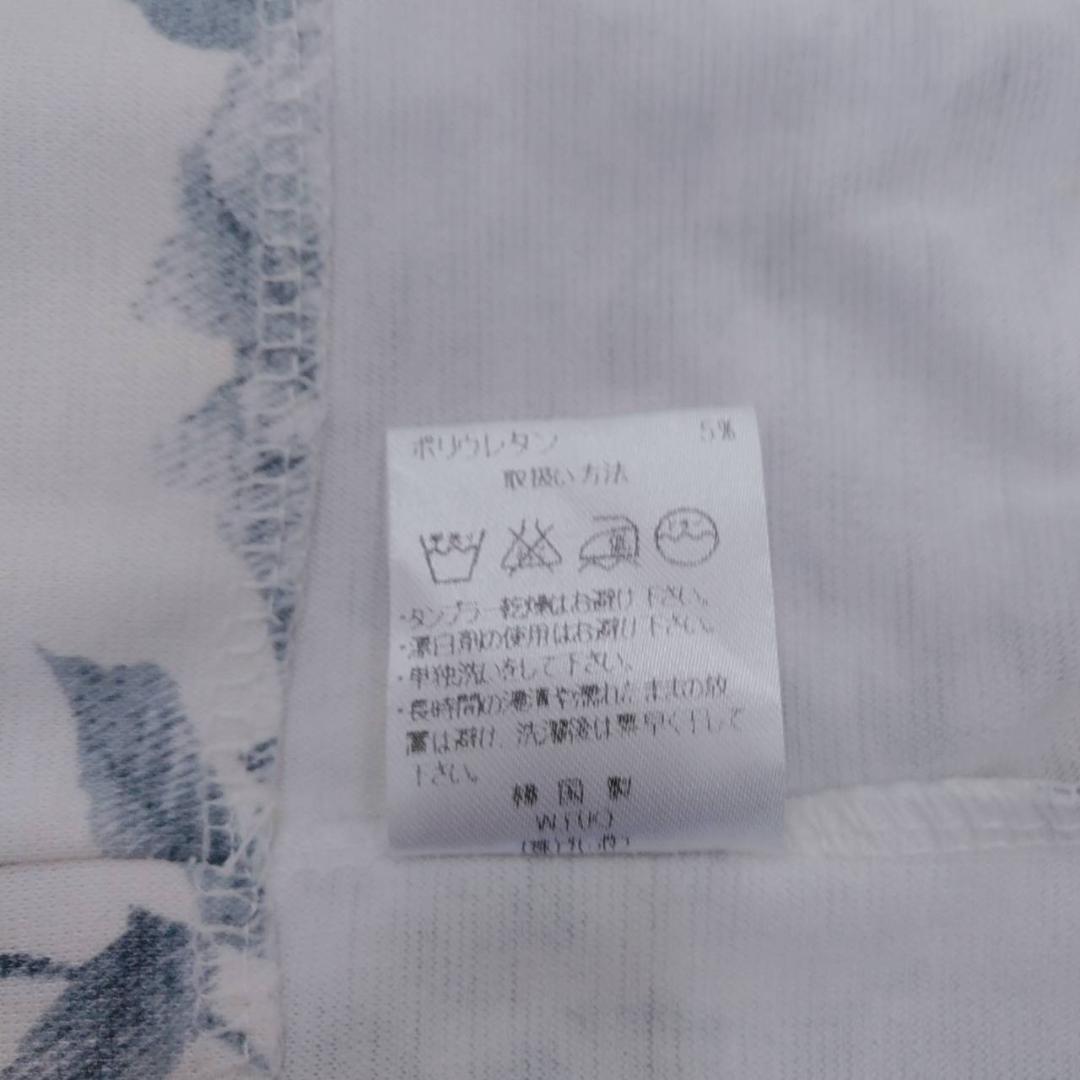 ポリウレタン 5%
取扱い方法
・タンブラー乾燥はお避け下さい。
・漂白剤の使用はお避け下さい。
・単独洗いをして下さい。
・長時間の浸漬や濡れたままの放
置は避け、洗濯後は素早く干して
下さい。
韓国製